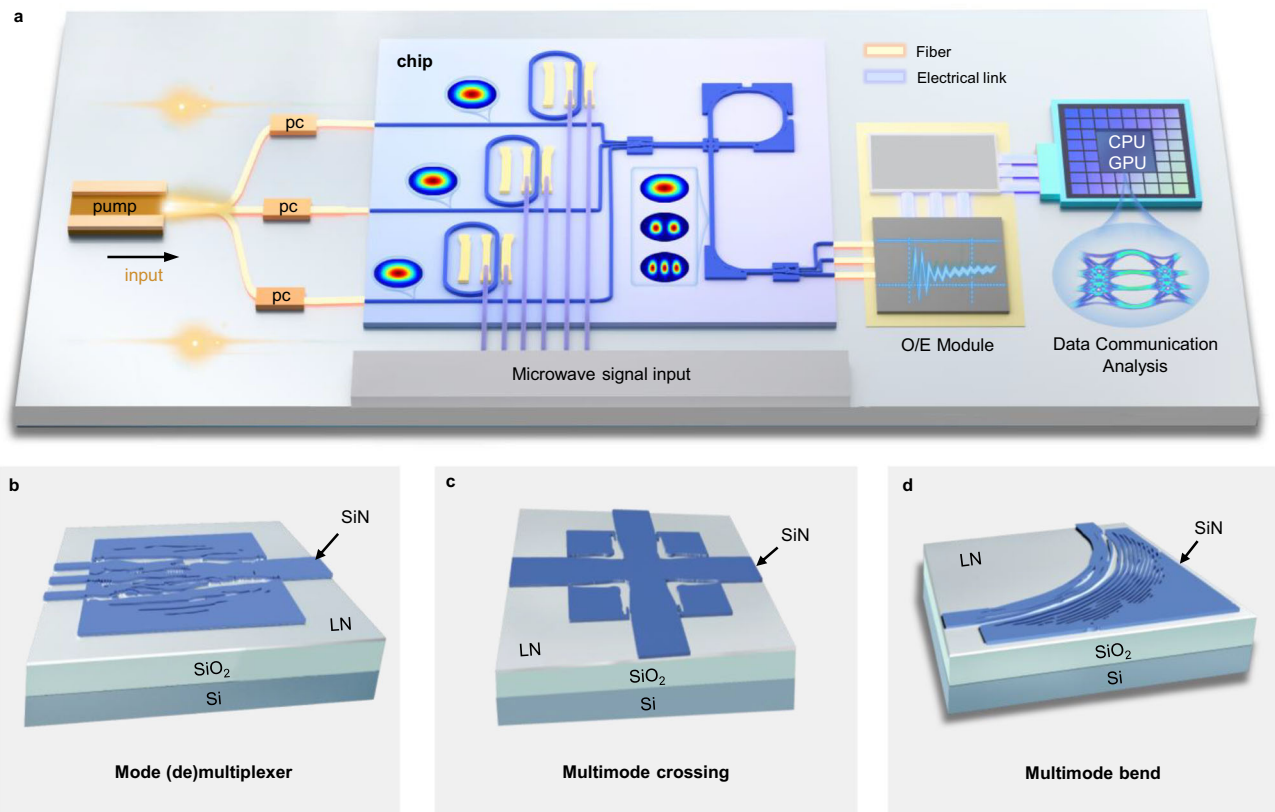 a
chip
Fiber
Electrical link
pc
pump
pc
input
pc
CPU
GPU
O/E Module
Data Communication
Analysis
Microwave signal input
b
SiN
LN
SiO₂
Si
Mode (de)multiplexer
c
SiN
LN
SiO₂
Si
Multimode crossing
d
SiN
LN
SiO₂
Si
Multimode bend